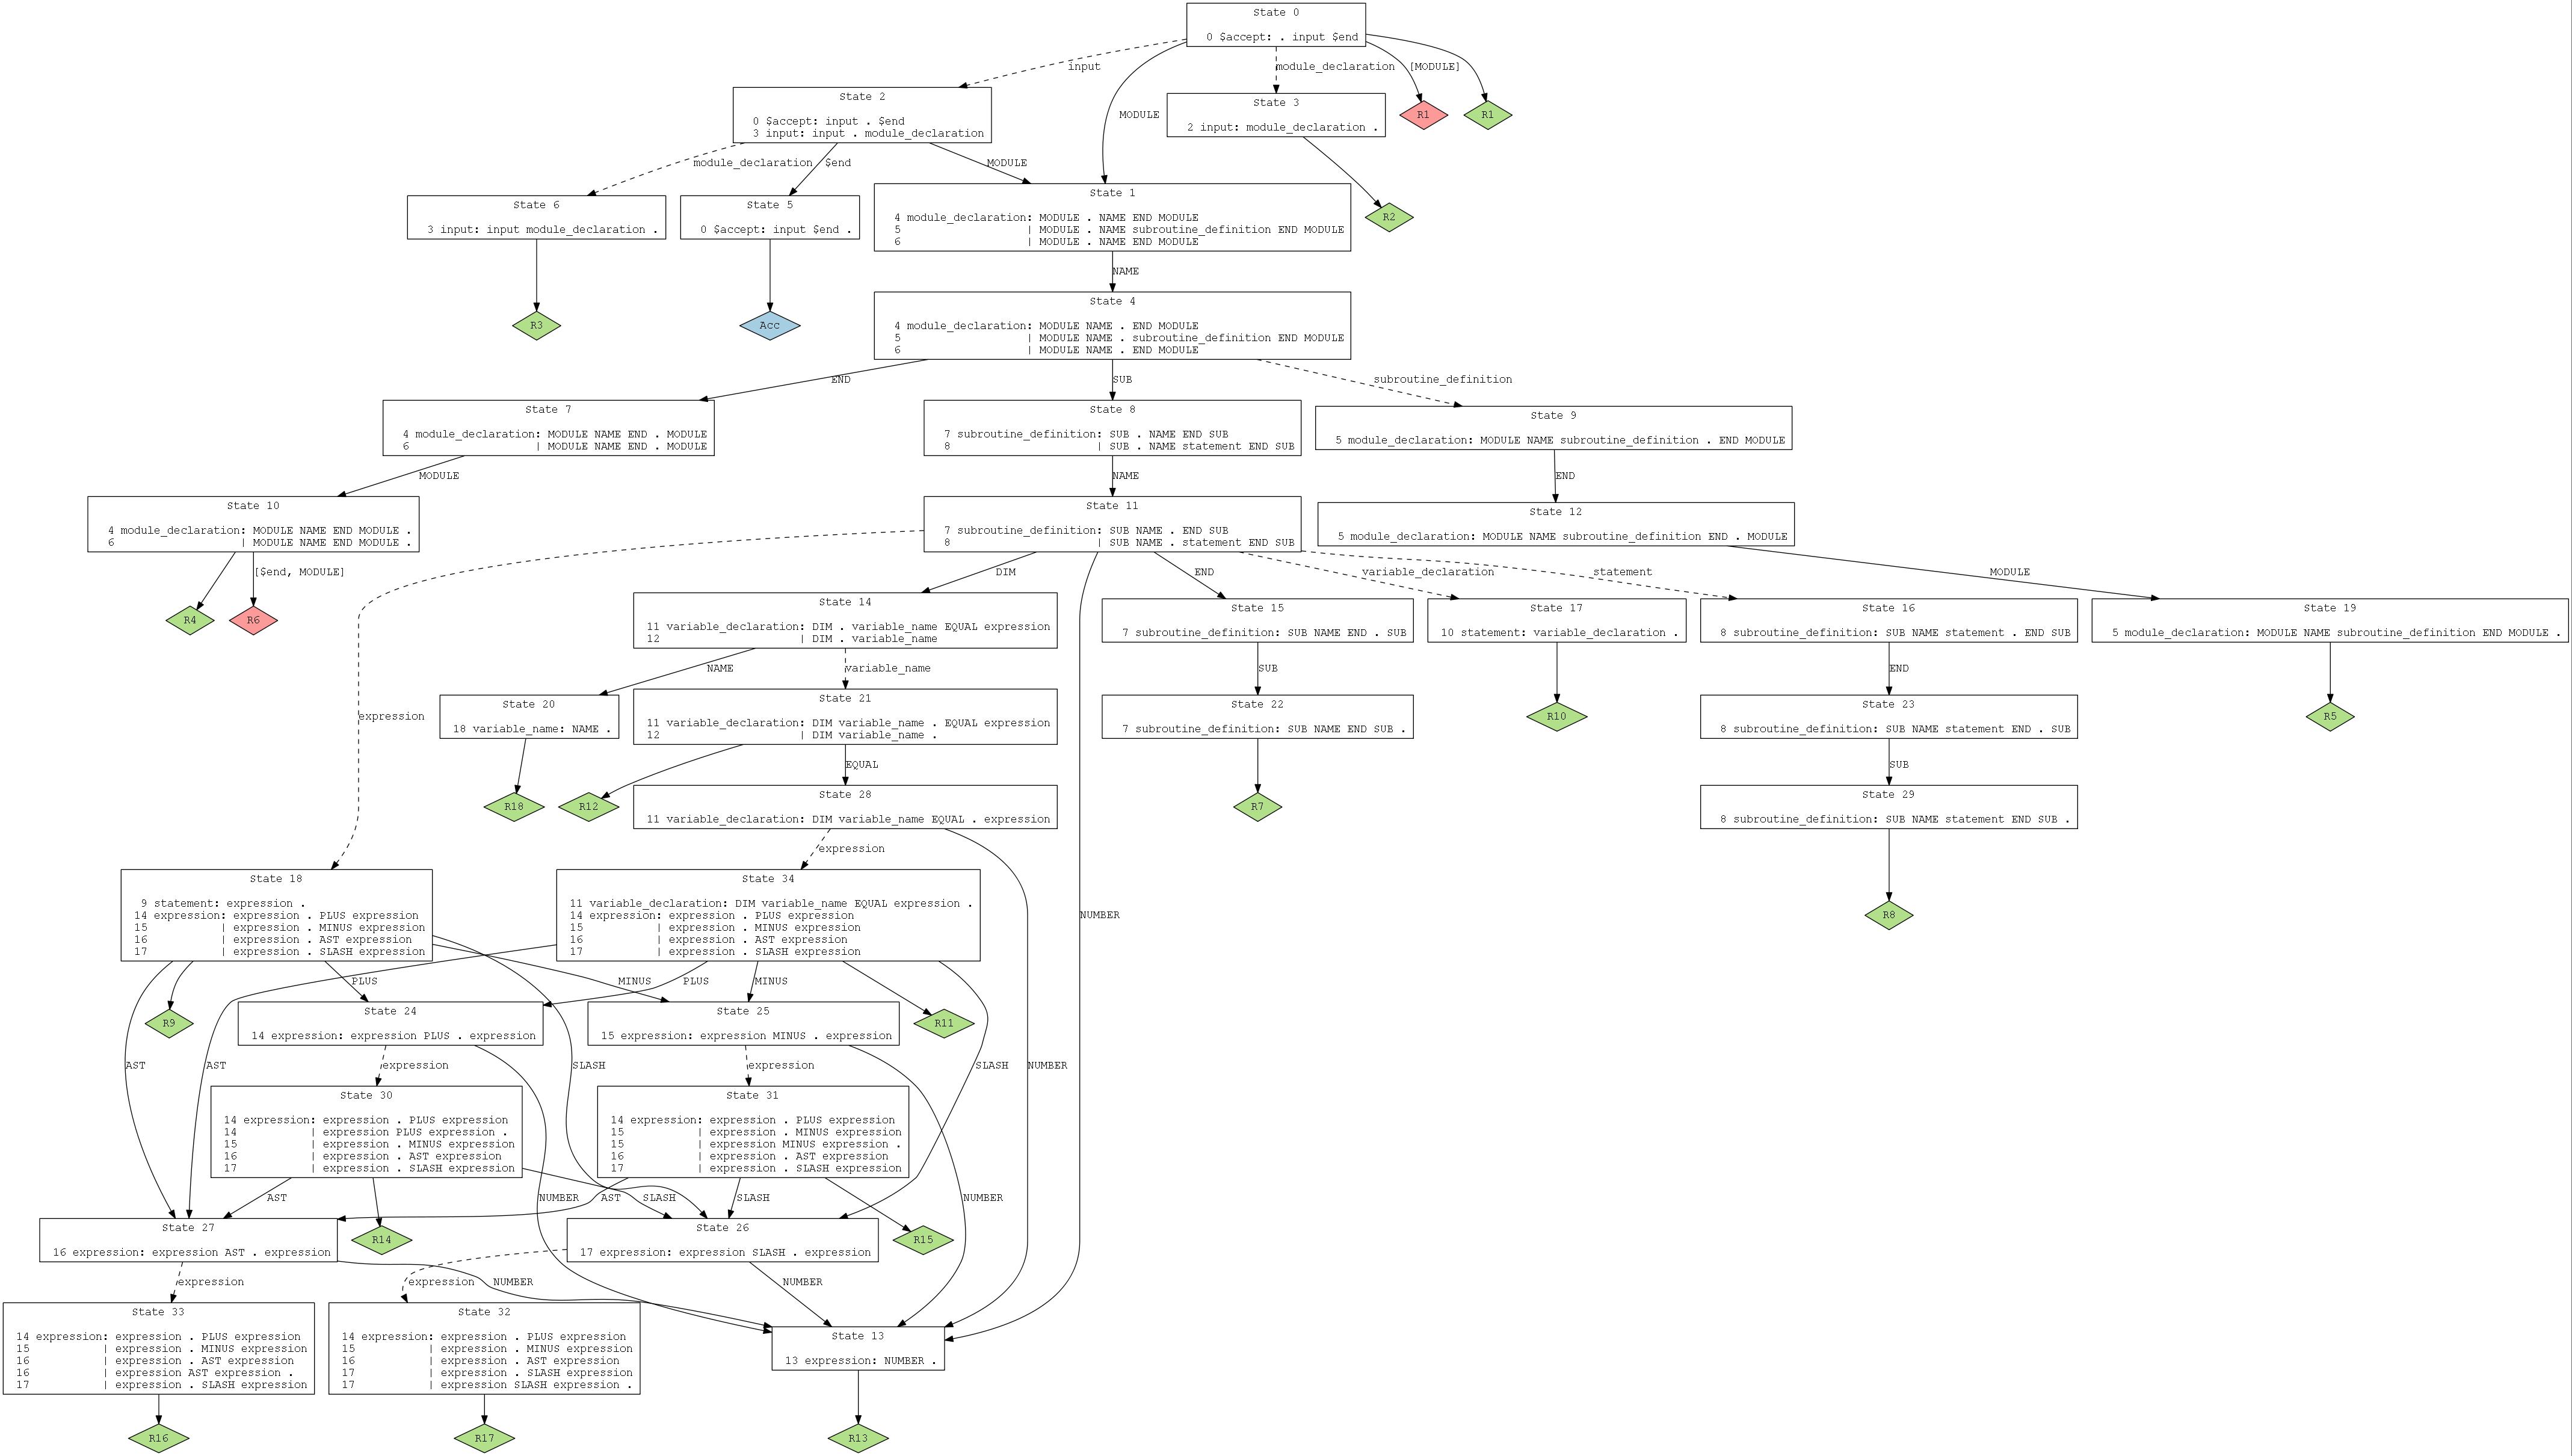 State 0
0 $accept: . input $end
input
module_declaration
[MODULE]
MODULE
State 2
0 $accept: input . $end
3 input: input . module_declaration
State 3
2 input: module_declaration .
R1
R1
module_declaration
$end
MODULE
State 6
3 input: input module_declaration .
State 5
0 $accept: input $end .
State 1
4 module_declaration: MODULE . NAME END MODULE
5 | MODULE . NAME subroutine_definition END MODULE
6 | MODULE . NAME END MODULE
R2
NAME
R3
Acc
State 4
4 module_declaration: MODULE NAME . END MODULE
5 | MODULE NAME . subroutine_definition END MODULE
6 | MODULE NAME . END MODULE
END
SUB
subroutine_definition
State 7
4 module_declaration: MODULE NAME END . MODULE
6 | MODULE NAME END . MODULE
State 8
7 subroutine_definition: SUB . NAME END SUB
8 | SUB . NAME statement END SUB
State 9
5 module_declaration: MODULE NAME subroutine_definition . END MODULE
MODULE
NAME
END
State 10
4 module_declaration: MODULE NAME END MODULE .
6 | MODULE NAME END MODULE .
State 11
7 subroutine_definition: SUB NAME . END SUB
8 | SUB NAME . statement END SUB
State 12
5 module_declaration: MODULE NAME subroutine_definition END . MODULE
[$end, MODULE]
DIM
END
variable_declaration
statement
MODULE
R4
R6
State 14
11 variable_declaration: DIM . variable_name EQUAL expression
12 | DIM . variable_name
State 15
7 subroutine_definition: SUB NAME END . SUB
State 17
10 statement: variable_declaration .
State 16
8 subroutine_definition: SUB NAME statement . END SUB
State 19
5 module_declaration: MODULE NAME subroutine_definition END MODULE .
NAME
variable_name
SUB
END
expression
State 20
18 variable_name: NAME .
State 21
11 variable_declaration: DIM variable_name . EQUAL expression
12 | DIM variable_name .
State 22
7 subroutine_definition: SUB NAME END SUB .
R10
State 23
8 subroutine_definition: SUB NAME statement END . SUB
R5
EQUAL
SUB
R18
R12
State 28
11 variable_declaration: DIM variable_name EQUAL . expression
R7
State 29
8 subroutine_definition: SUB NAME statement END SUB .
expression
State 18
9 statement: expression .
14 expression: expression . PLUS expression
15 | expression . MINUS expression
16 | expression . AST expression
17 | expression . SLASH expression
State 34
11 variable_declaration: DIM variable_name EQUAL expression .
14 expression: expression . PLUS expression
15 | expression . MINUS expression
16 | expression . AST expression
17 | expression . SLASH expression
NUMBER
R8
PLUS
MINUS
PLUS
MINUS
R9
State 24
14 expression: expression PLUS . expression
State 25
15 expression: expression MINUS . expression
R11
AST
AST
expression
SLASH
expression
SLASH
NUMBER
State 30
14 expression: expression . PLUS expression
14 | expression PLUS expression .
15 | expression . MINUS expression
16 | expression . AST expression
17 | expression . SLASH expression
State 31
14 expression: expression . PLUS expression
15 | expression . MINUS expression
15 | expression MINUS expression .
16 | expression . AST expression
17 | expression . SLASH expression
AST
NUMBER
AST
SLASH
SLASH
NUMBER
State 27
16 expression: expression AST . expression
R14
State 26
17 expression: expression SLASH . expression
R15
expression
expression
NUMBER
NUMBER
State 33
14 expression: expression . PLUS expression
15 | expression . MINUS expression
16 | expression . AST expression
16 | expression AST expression .
17 | expression . SLASH expression
State 32
14 expression: expression . PLUS expression
15 | expression . MINUS expression
16 | expression . AST expression
17 | expression . SLASH expression
17 | expression SLASH expression .
State 13
13 expression: NUMBER .
R16
R17
R13